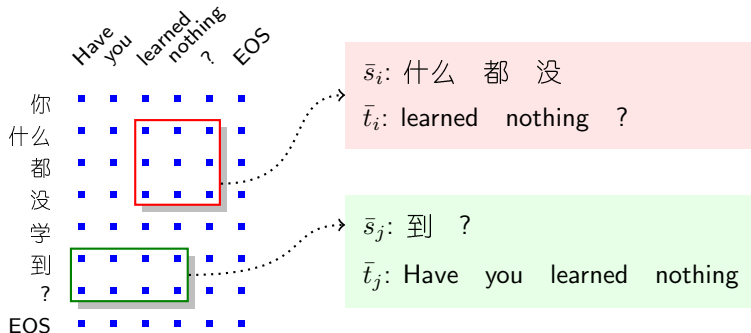 Have you learned nothing ? EOS
你
什么
都
没
学
到
?
EOS
s̄ᵢ: 什么 都 没
t̄ᵢ: learned nothing ?
s̄ⱼ: 到 ?
t̄ⱼ: Have you learned nothing